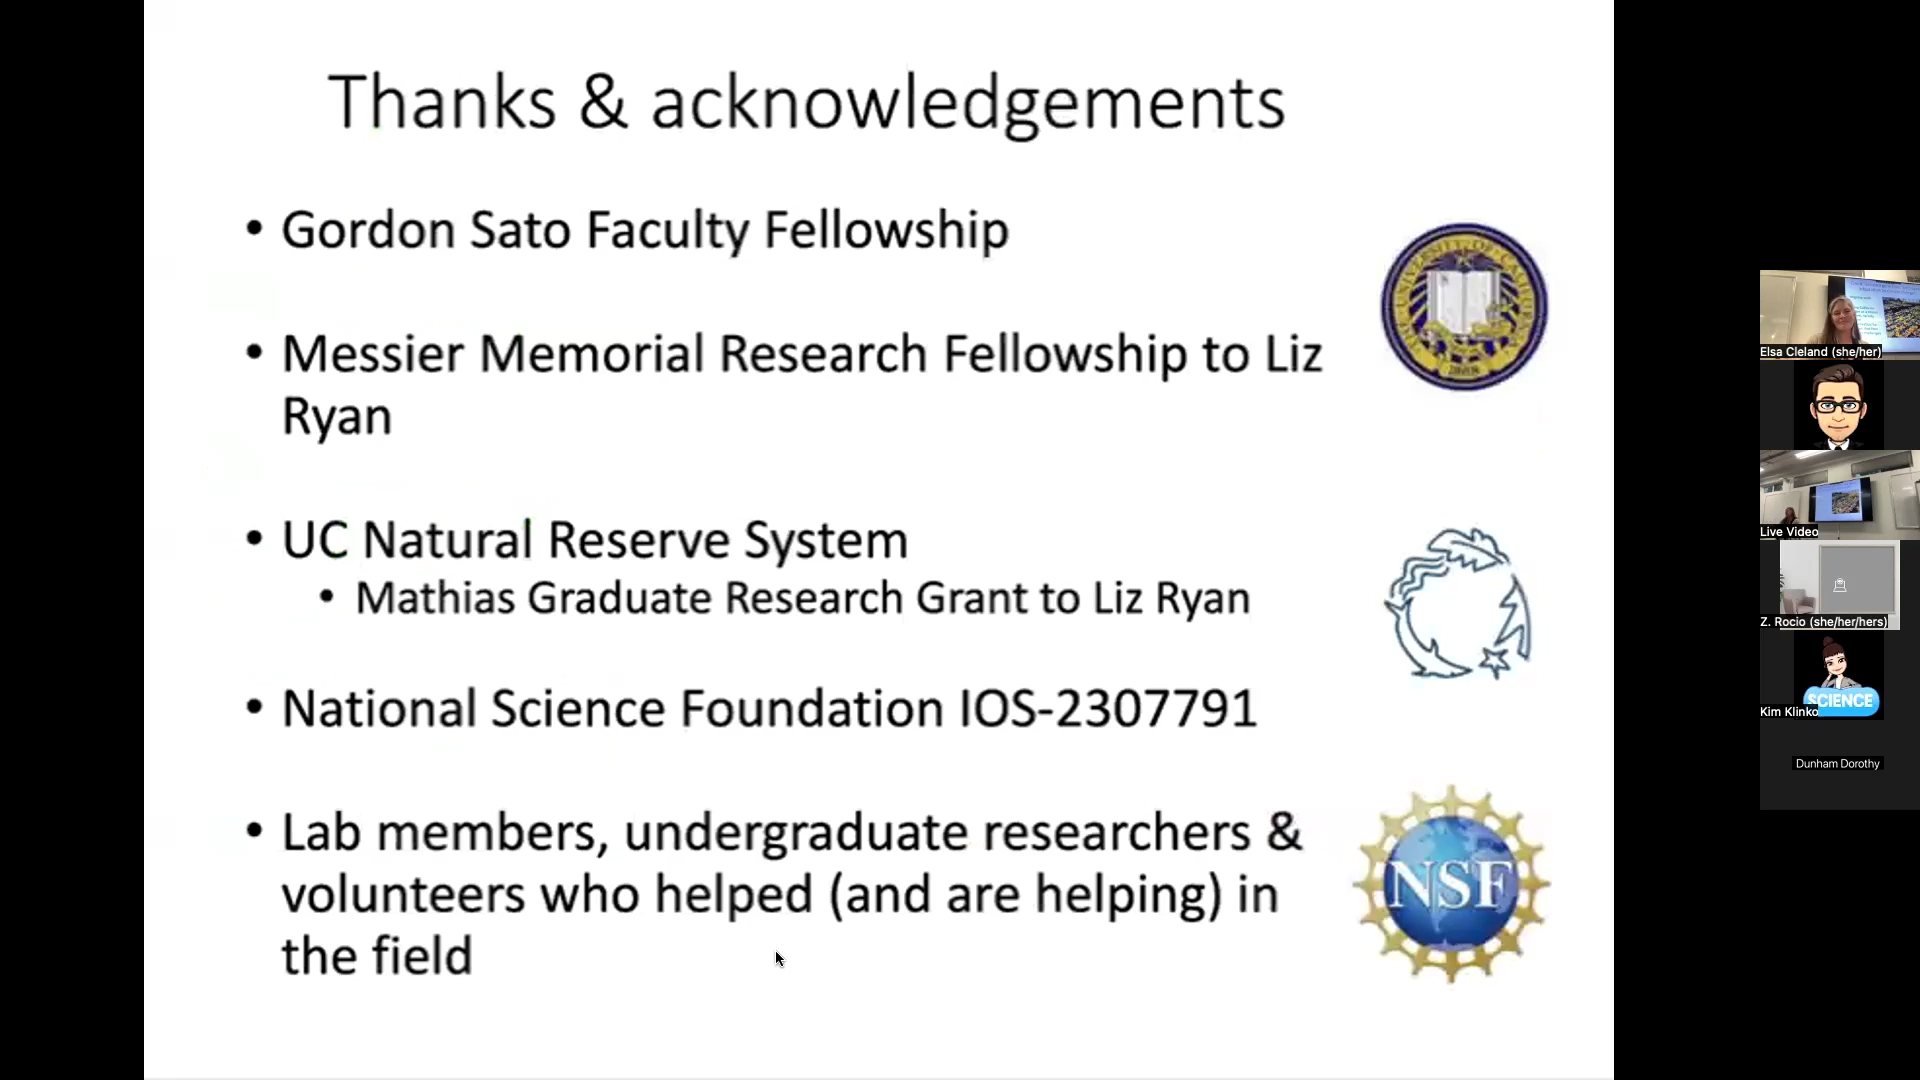 Thanks & acknowledgements
• Gordon Sato Faculty Fellowship
• Messier Memorial Research Fellowship to Liz
Ryan
• UC Natural Reserve System
• Mathias Graduate Research Grant to Liz Ryan
• National Science Foundation IOS-2307791
• Lab members, undergraduate researchers &
volunteers who helped (and are helping) in
the field
NSF
Elsa Cleland (she/her)
Live Video
Z. Rocio (she/her/hers)
SCIENCE
Kim Klinko
Dunham Dorothy